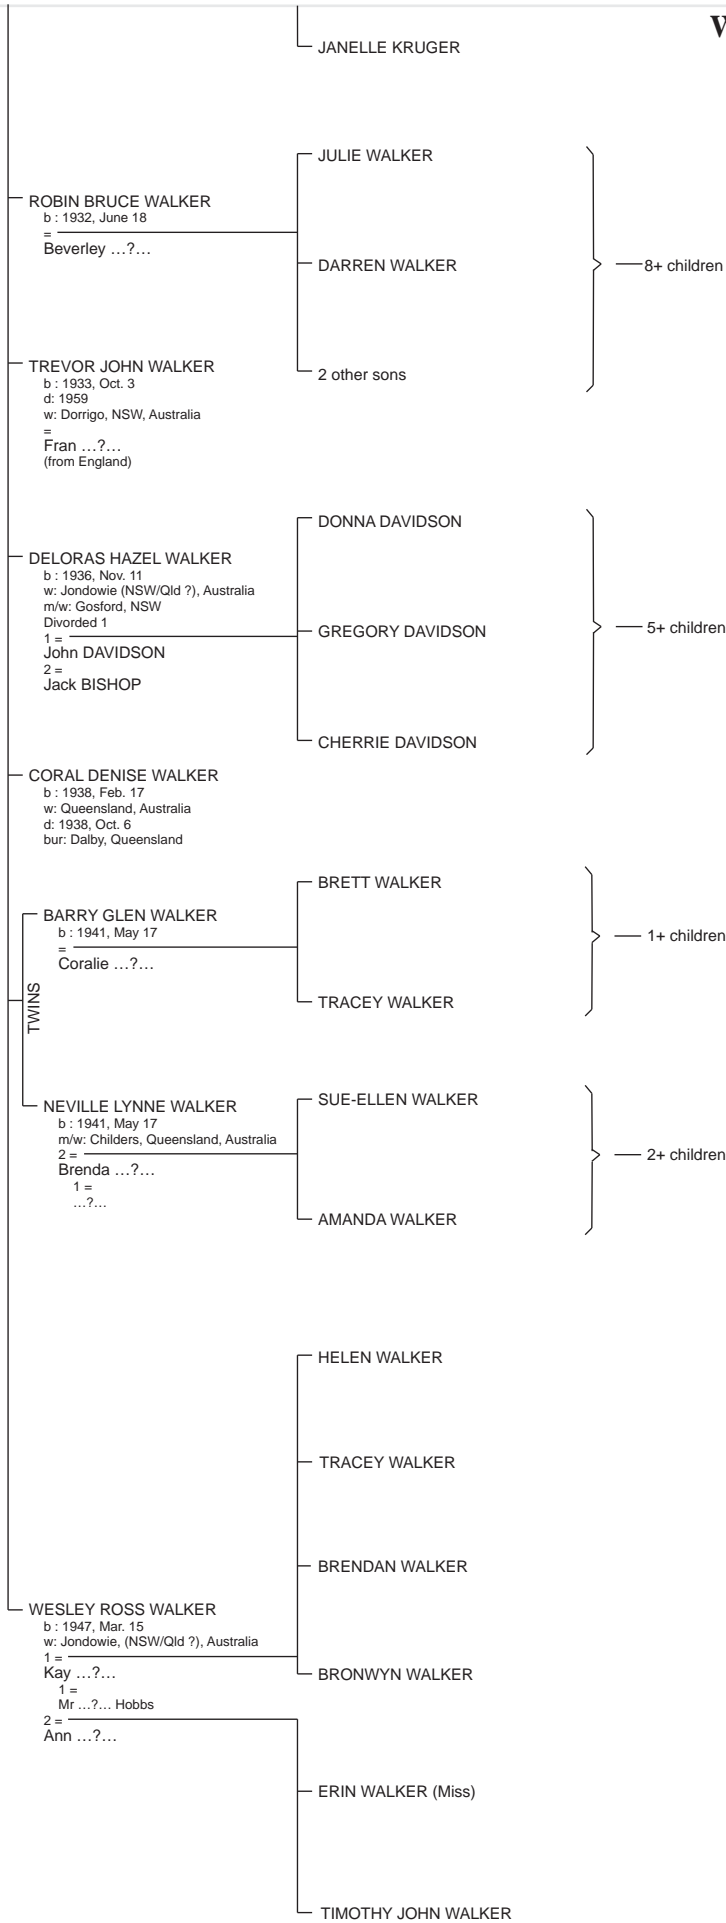 W
JANELLE KRUGER
JULIE WALKER
ROBIN BRUCE WALKER
b : 1932, June 18
=
Beverley …?…
DARREN WALKER
8+ children
2 other sons
TREVOR JOHN WALKER
b : 1933, Oct. 3
d: 1959
w: Dorrigo, NSW, Australia
=
Fran …?…
(from England)
DONNA DAVIDSON
DELORAS HAZEL WALKER
b : 1936, Nov. 11
w: Jondowie (NSW/Qld ?), Australia
m/w: Gosford, NSW
Divorded 1
1 =
John DAVIDSON
2 =
Jack BISHOP
GREGORY DAVIDSON
5+ children
CHERRIE DAVIDSON
CORAL DENISE WALKER
b : 1938, Feb. 17
w: Queensland, Australia
d: 1938, Oct. 6
bur: Dalby, Queensland
BRETT WALKER
TWINS
BARRY GLEN WALKER
b : 1941, May 17
=
Coralie …?…
1+ children
TRACEY WALKER
SUE-ELLEN WALKER
NEVILLE LYNNE WALKER
b : 1941, May 17
m/w: Childers, Queensland, Australia
2 =
Brenda …?…
1 =
…?…
2+ children
AMANDA WALKER
HELEN WALKER
TRACEY WALKER
BRENDAN WALKER
WESLEY ROSS WALKER
b : 1947, Mar. 15
w: Jondowie, (NSW/Qld ?), Australia
1 =
Kay …?…
1 =
Mr …?… Hobbs
2 =
Ann …?…
BRONWYN WALKER
ERIN WALKER (Miss)
TIMOTHY JOHN WALKER